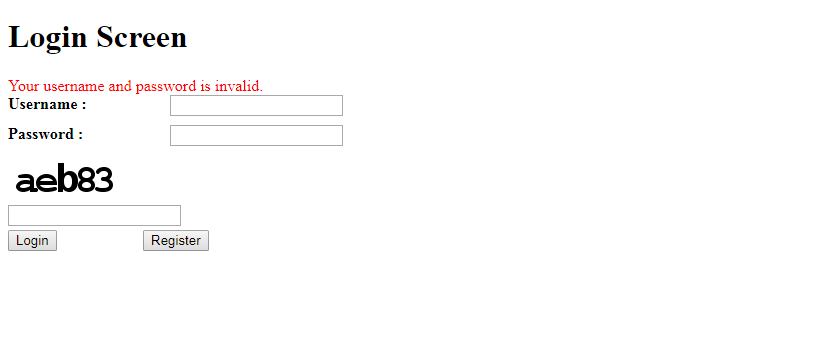 Login Screen
Your username and password is invalid.
Username :
Password :
aeb83
Login Register